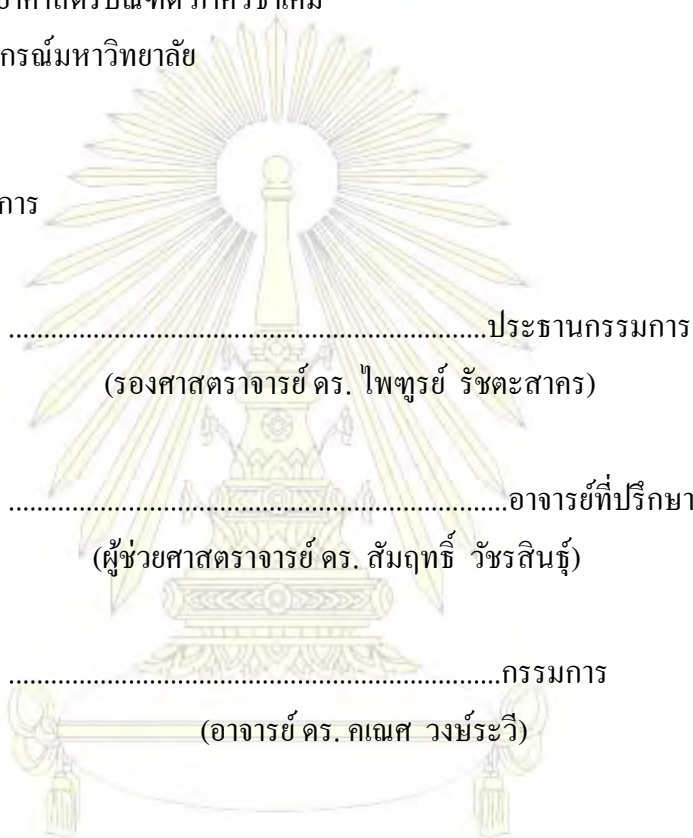 กรณ์มหาวิทยาลัย
การ
....................................................................ประธานกรรมการ
(รองศาสตราจารย์ ดร. ไพฑูรย์ รัชตะสาคร)
.......................................................................อาจารย์ที่ปรึกษา
(ผู้ช่วยศาสตราจารย์ ดร. สัมฤทธิ์ วัชรสินธุ์)
......................................................................กรรมการ
(อาจารย์ ดร. คเณศ วงษ์ระวี)